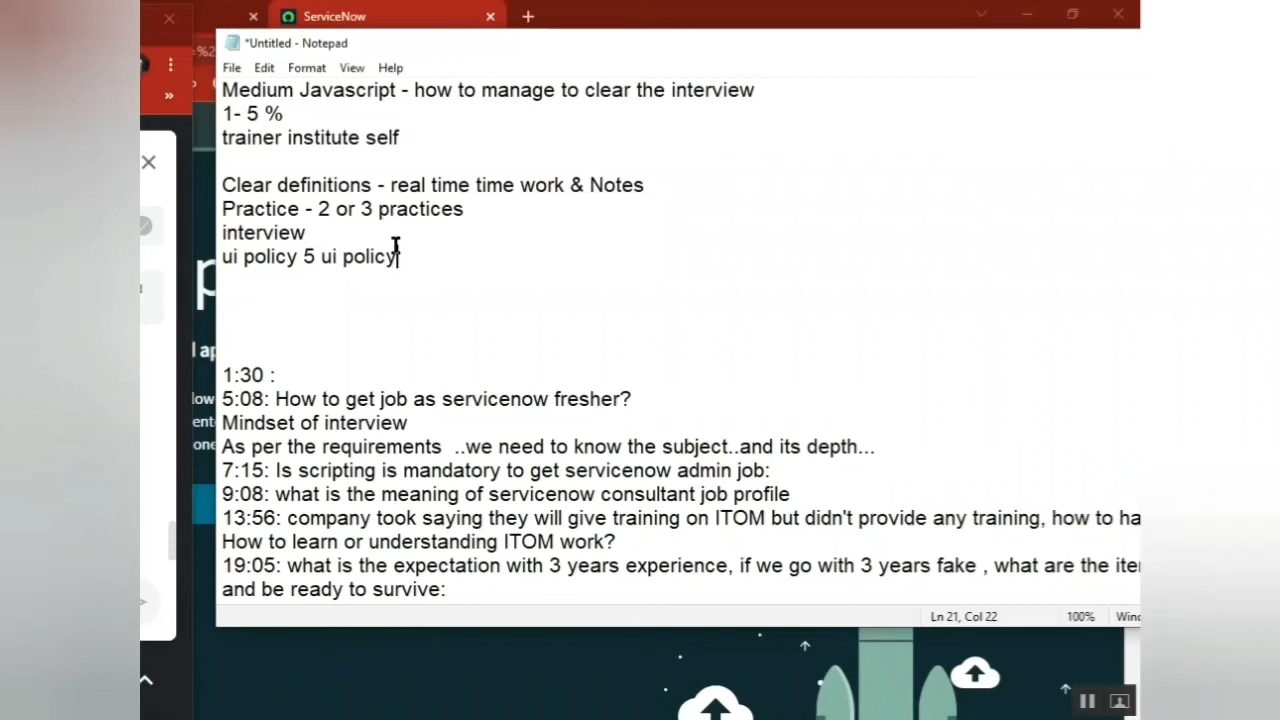 ServiceNow
*Untitled - Notepad
File Edit Format View Help
Medium Javascript - how to manage to clear the interview
1- 5 %
trainer institute self
Clear definitions - real time time work & Notes
Practice - 2 or 3 practices
interview
ui policy 5 ui policy
1:30 :
5:08: How to get job as servicenow fresher?
Mindset of interview
As per the requirements ..we need to know the subject..and its depth...
7:15: Is scripting is mandatory to get servicenow admin job:
9:08: what is the meaning of servicenow consultant job profile
13:56: company took saying they will give training on ITOM but didn't provide any training, how to ha
How to learn or understanding ITOM work?
19:05: what is the expectation with 3 years experience, if we go with 3 years fake , what are the iter
and be ready to survive:
Ln 21, Col 22 100% Wind